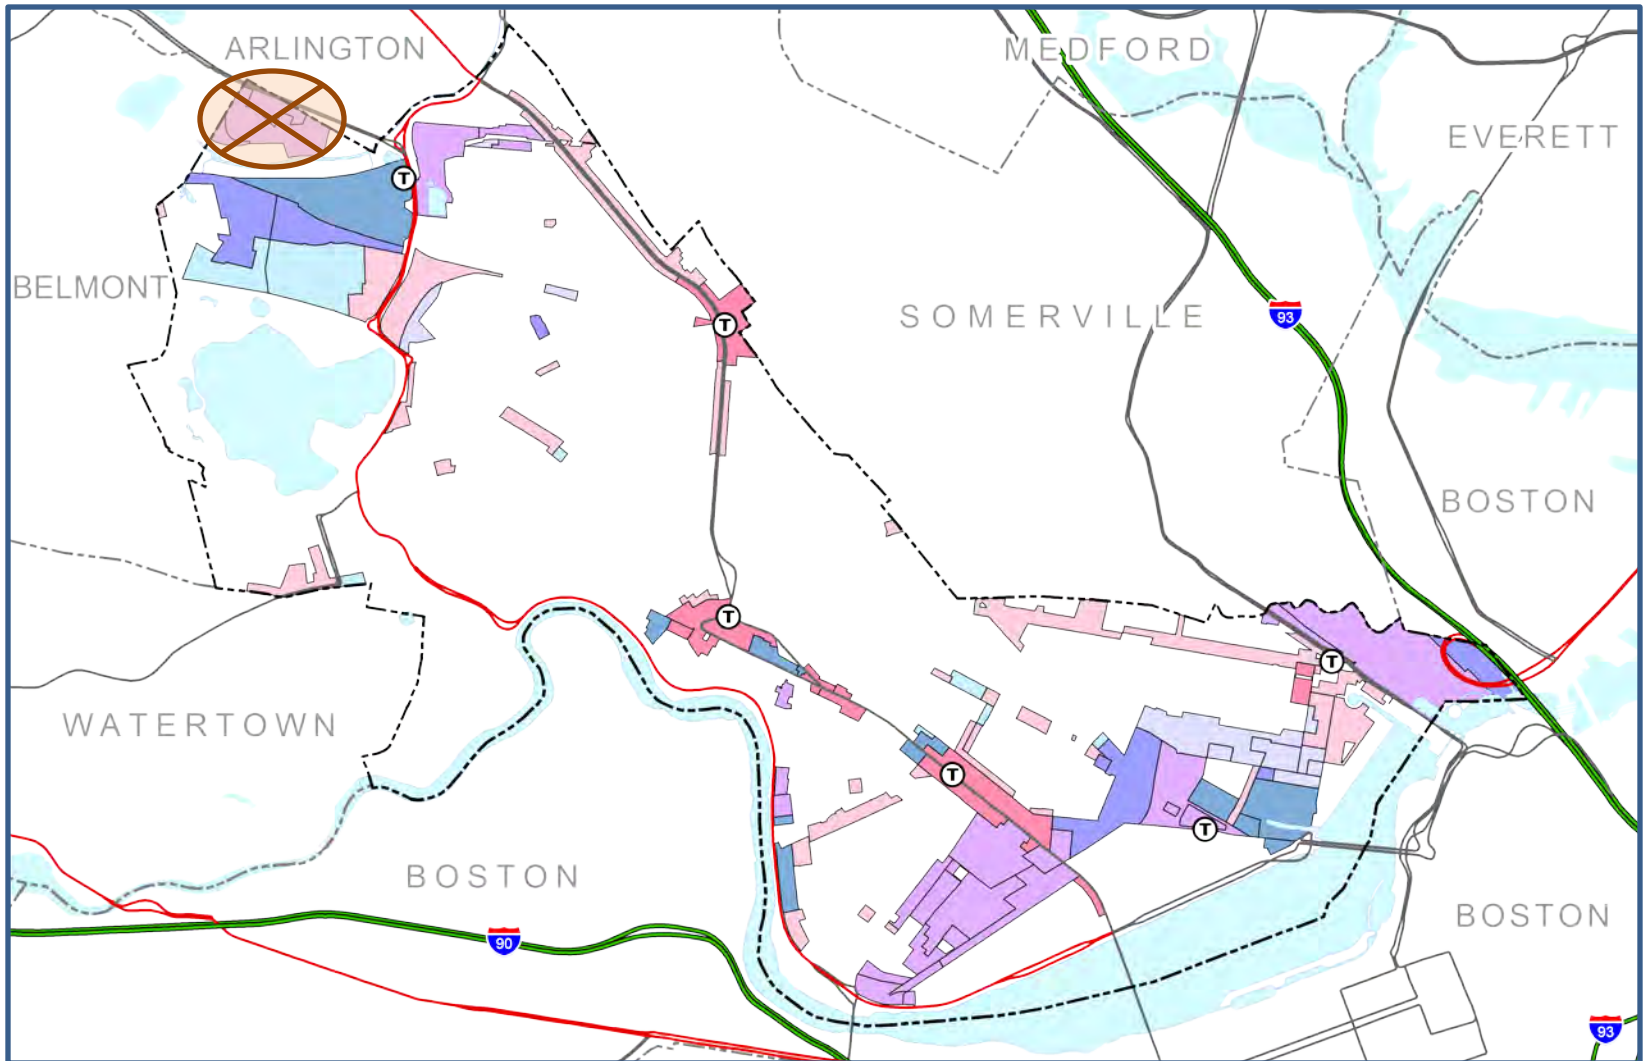 ARLINGTON
MEDFORD
EVERETT
T
BELMONT
SOMERVILLE
93
T
BOSTON
T
T
WATERTOWN
T
T
BOSTON
BOSTON
90
93